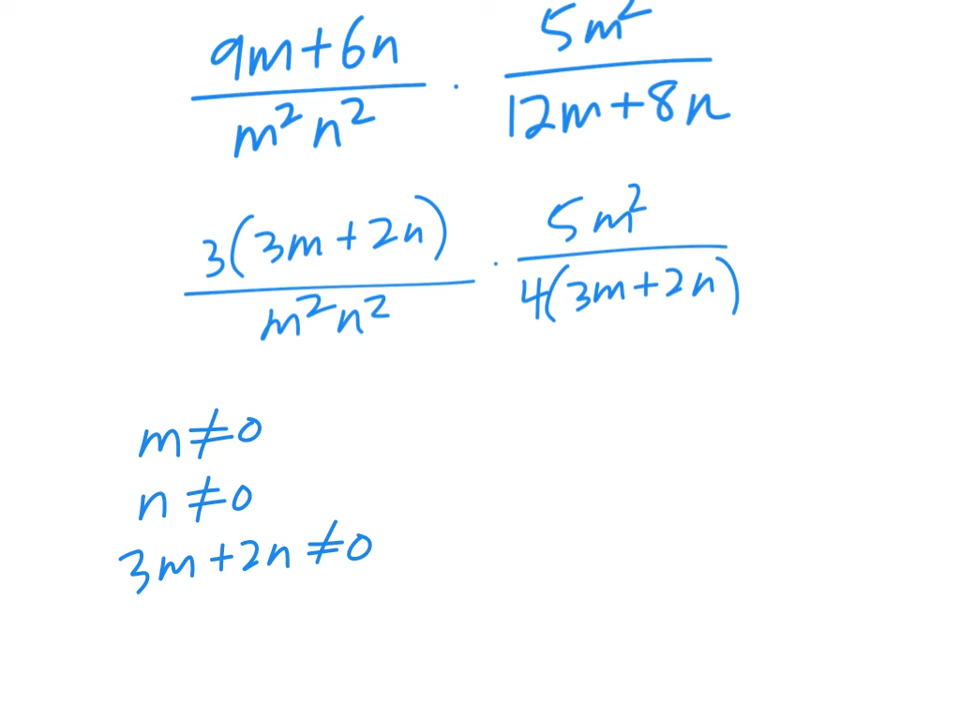 9m+6n / m²n² · 5m² / 12m+8n
3(3m+2n) / m²n² · 5m² / 4(3m+2n)
m≠0
n≠0
3m+2n≠0